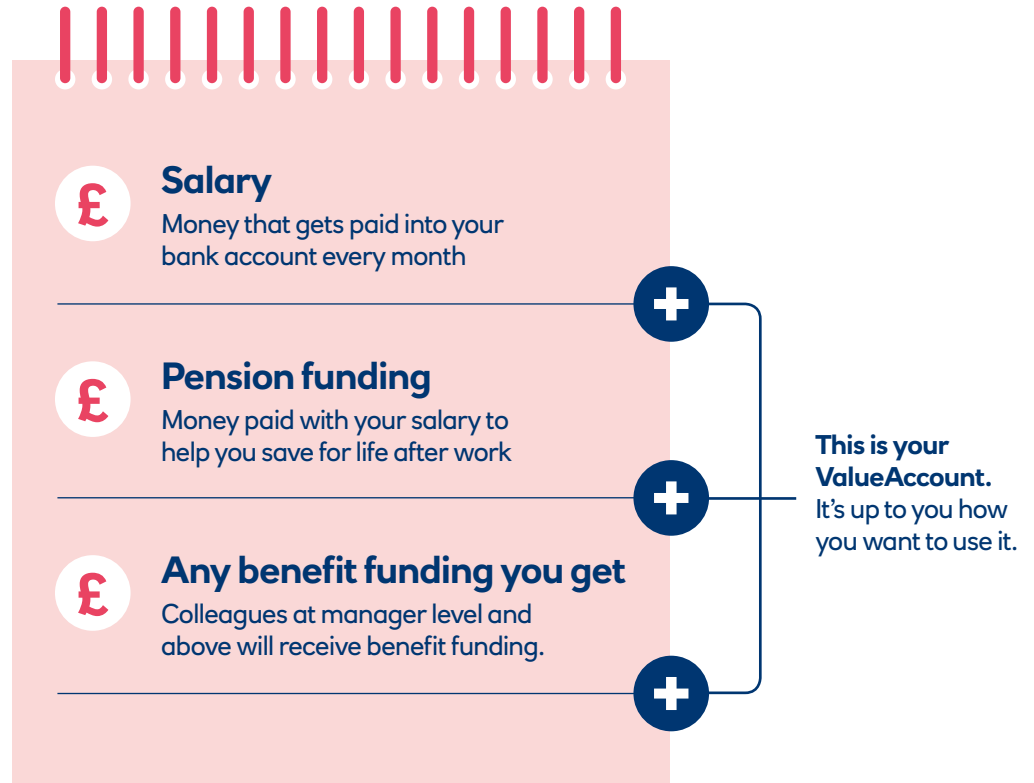 £
Salary
Money that gets paid into your
bank account every month
£
Pension funding
Money paid with your salary to
help you save for life after work
£
Any benefit funding you get
Colleagues at manager level and
above will receive benefit funding.
This is your
ValueAccount.
It’s up to you how
you want to use it.